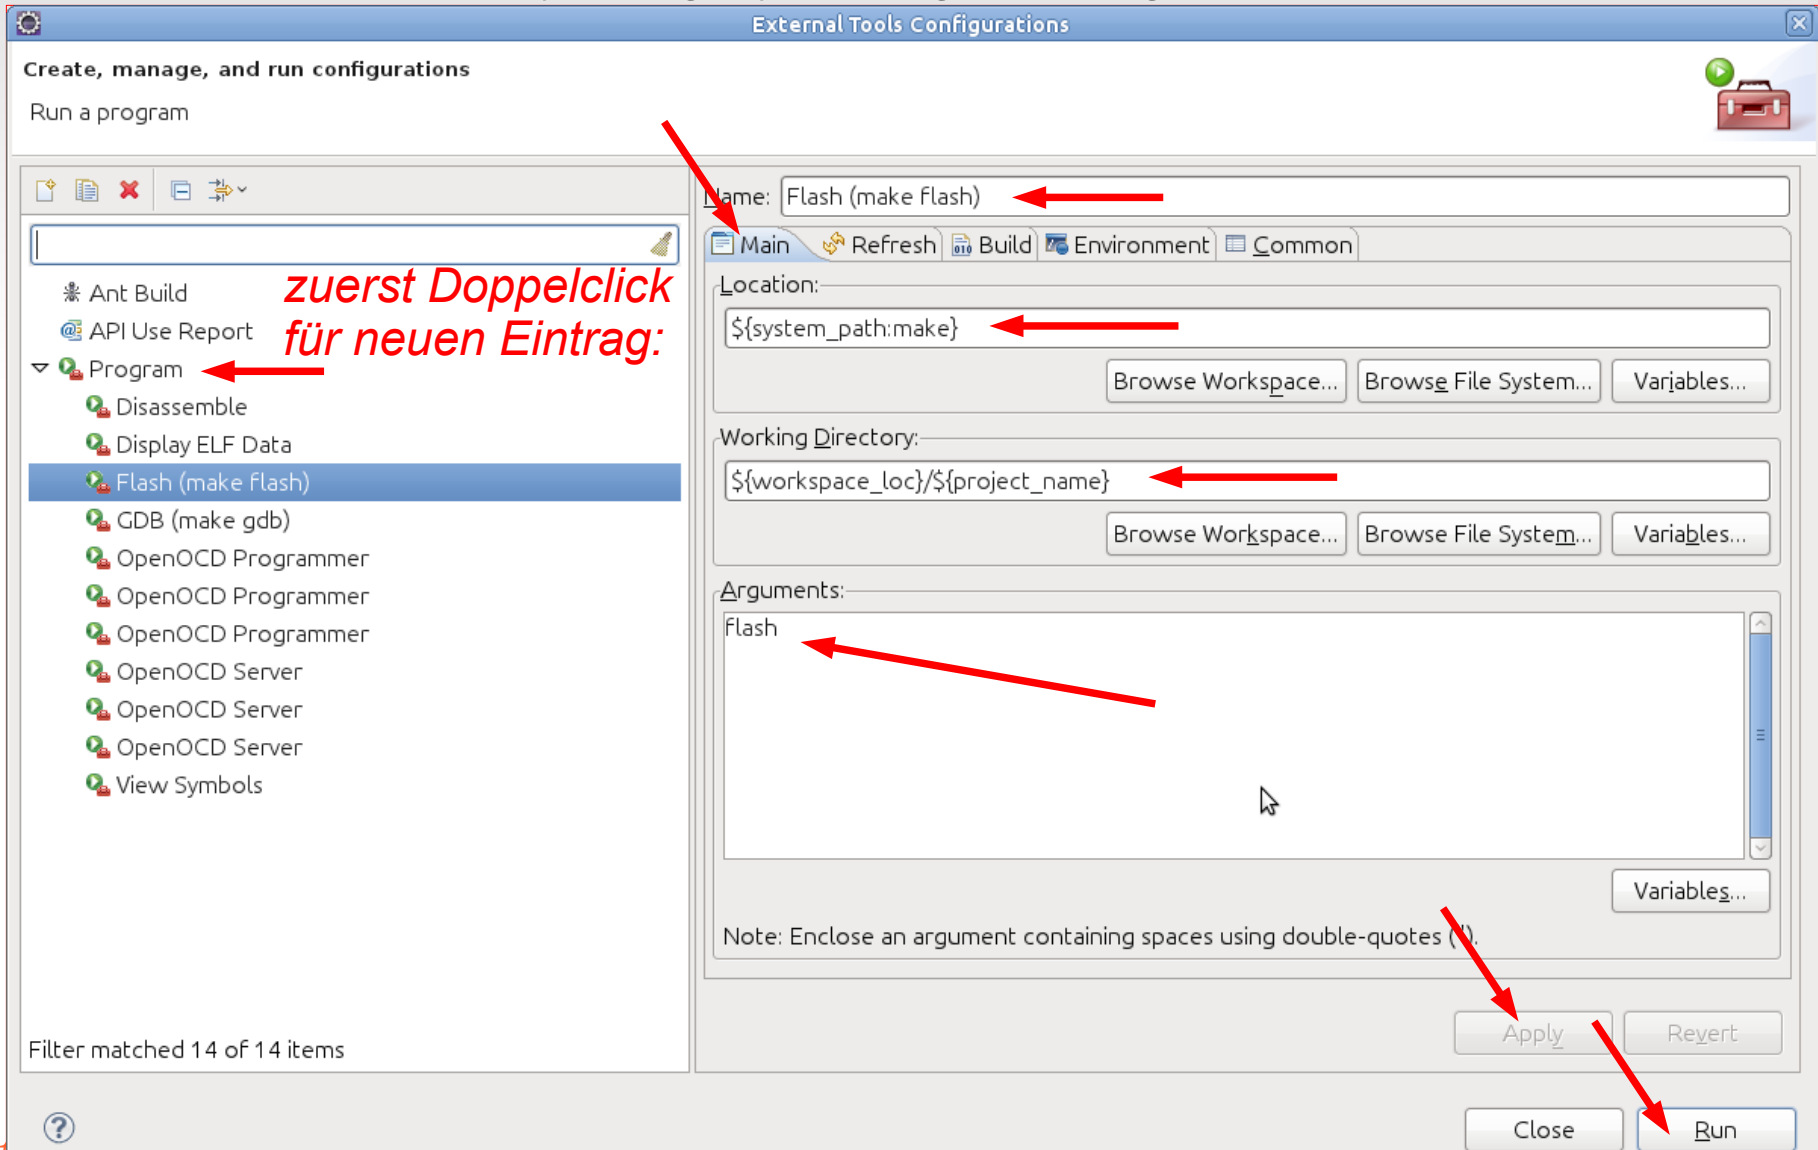 External Tools Configurations
Create, manage, and run configurations
Run a program
Name: Flash (make flash)
Main Refresh Build Environment Common
zuerst Doppelclick
für neuen Eintrag:
Ant Build
API Use Report
Program
Disassemble
Display ELF Data
Flash (make flash)
GDB (make gdb)
OpenOCD Programmer
OpenOCD Programmer
OpenOCD Programmer
OpenOCD Server
OpenOCD Server
OpenOCD Server
View Symbols
Filter matched 14 of 14 items
Location:
${system_path:make}
Browse Workspace... Browse File System... Variables...
Working Directory:
${workspace_loc}/${project_name}
Browse Workspace... Browse File System... Variables...
Arguments:
flash
Variables...
Note: Enclose an argument containing spaces using double-quotes (").
Apply Revert
Close Run